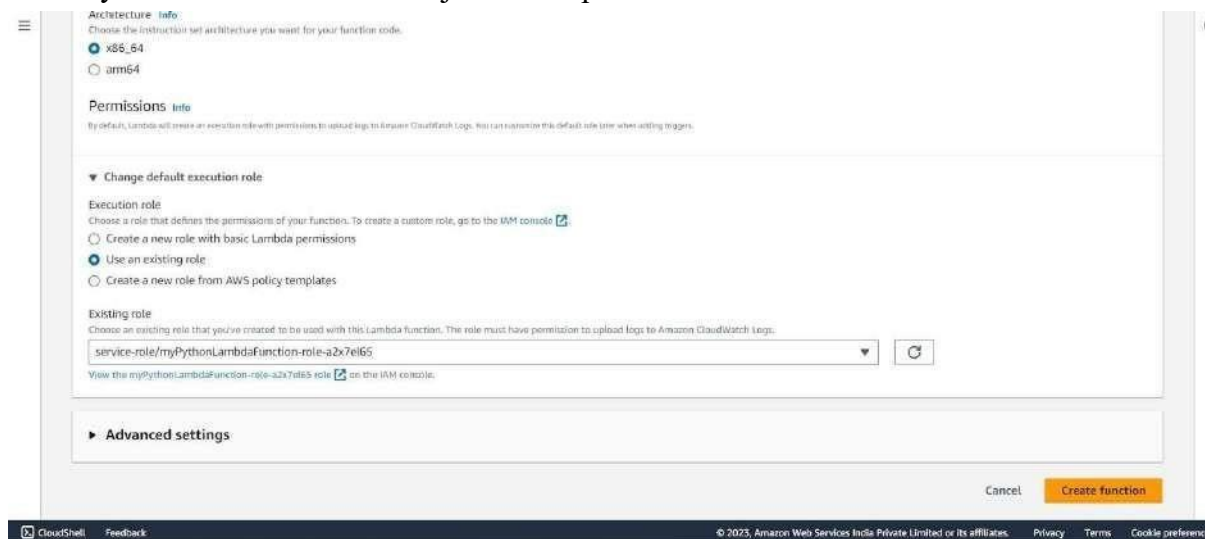 Architecture Info
Choose the instruction set architecture you want for your function code.
x86_64
arm64
Permissions Info
By default, Lambda will create an execution role with permissions to upload logs to Amazon CloudWatch Logs. You can customize this default role later when adding triggers.
▼ Change default execution role
Execution role
Choose a role that defines the permissions of your function. To create a custom role, go to the IAM console.
Create a new role with basic Lambda permissions
Use an existing role
Create a new role from AWS policy templates
Existing role
Choose an existing role that you've created to be used with this Lambda function. The role must have permission to upload logs to Amazon CloudWatch Logs.
service-role/myPythonLambdaFunction-role-a2x7el65
View the myPythonLambdaFunction-role-a2x7el65 role on the IAM console.
▶ Advanced settings
Cancel Create function
CloudShell Feedback © 2023, Amazon Web Services India Private Limited or its affiliates. Privacy Terms Cookie preferenc